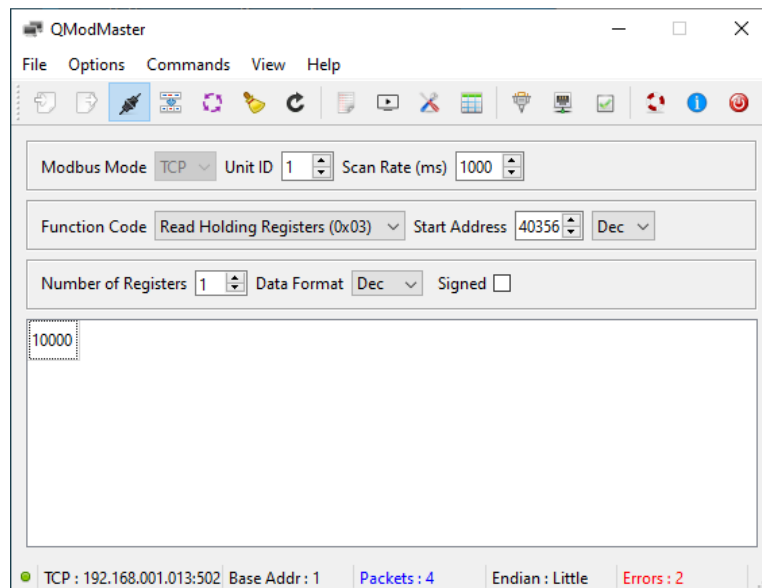 QModMaster
File Options Commands View Help
Modbus Mode TCP Unit ID 1 Scan Rate (ms) 1000
Function Code Read Holding Registers (0x03) Start Address 40356 Dec
Number of Registers 1 Data Format Dec Signed
10000
TCP : 192.168.001.013:502 Base Addr : 1 Packets : 4 Endian : Little Errors : 2